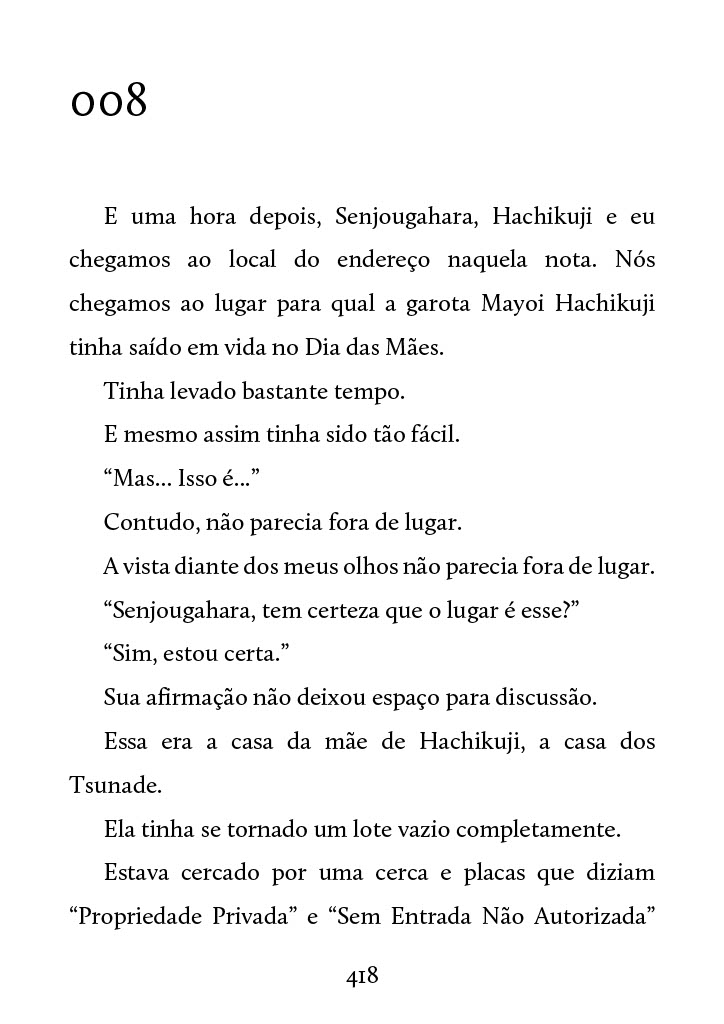 008
E uma hora depois, Senjougahara, Hachikuji e eu
chegamos ao local do endereço naquela nota. Nós
chegamos ao lugar para qual a garota Mayoi Hachikuji
tinha saído em vida no Dia das Mães.
Tinha levado bastante tempo.
E mesmo assim tinha sido tão fácil.
“Mas... Isso é...”
Contudo, não parecia fora de lugar.
A vista diante dos meus olhos não parecia fora de lugar.
“Senjougahara, tem certeza que o lugar é esse?”
“Sim, estou certa.”
Sua afirmação não deixou espaço para discussão.
Essa era a casa da mãe de Hachikuji, a casa dos
Tsunade.
Ela tinha se tornado um lote vazio completamente.
Estava cercado por uma cerca e placas que diziam
“Propriedade Privada” e “Sem Entrada Não Autorizada”
418